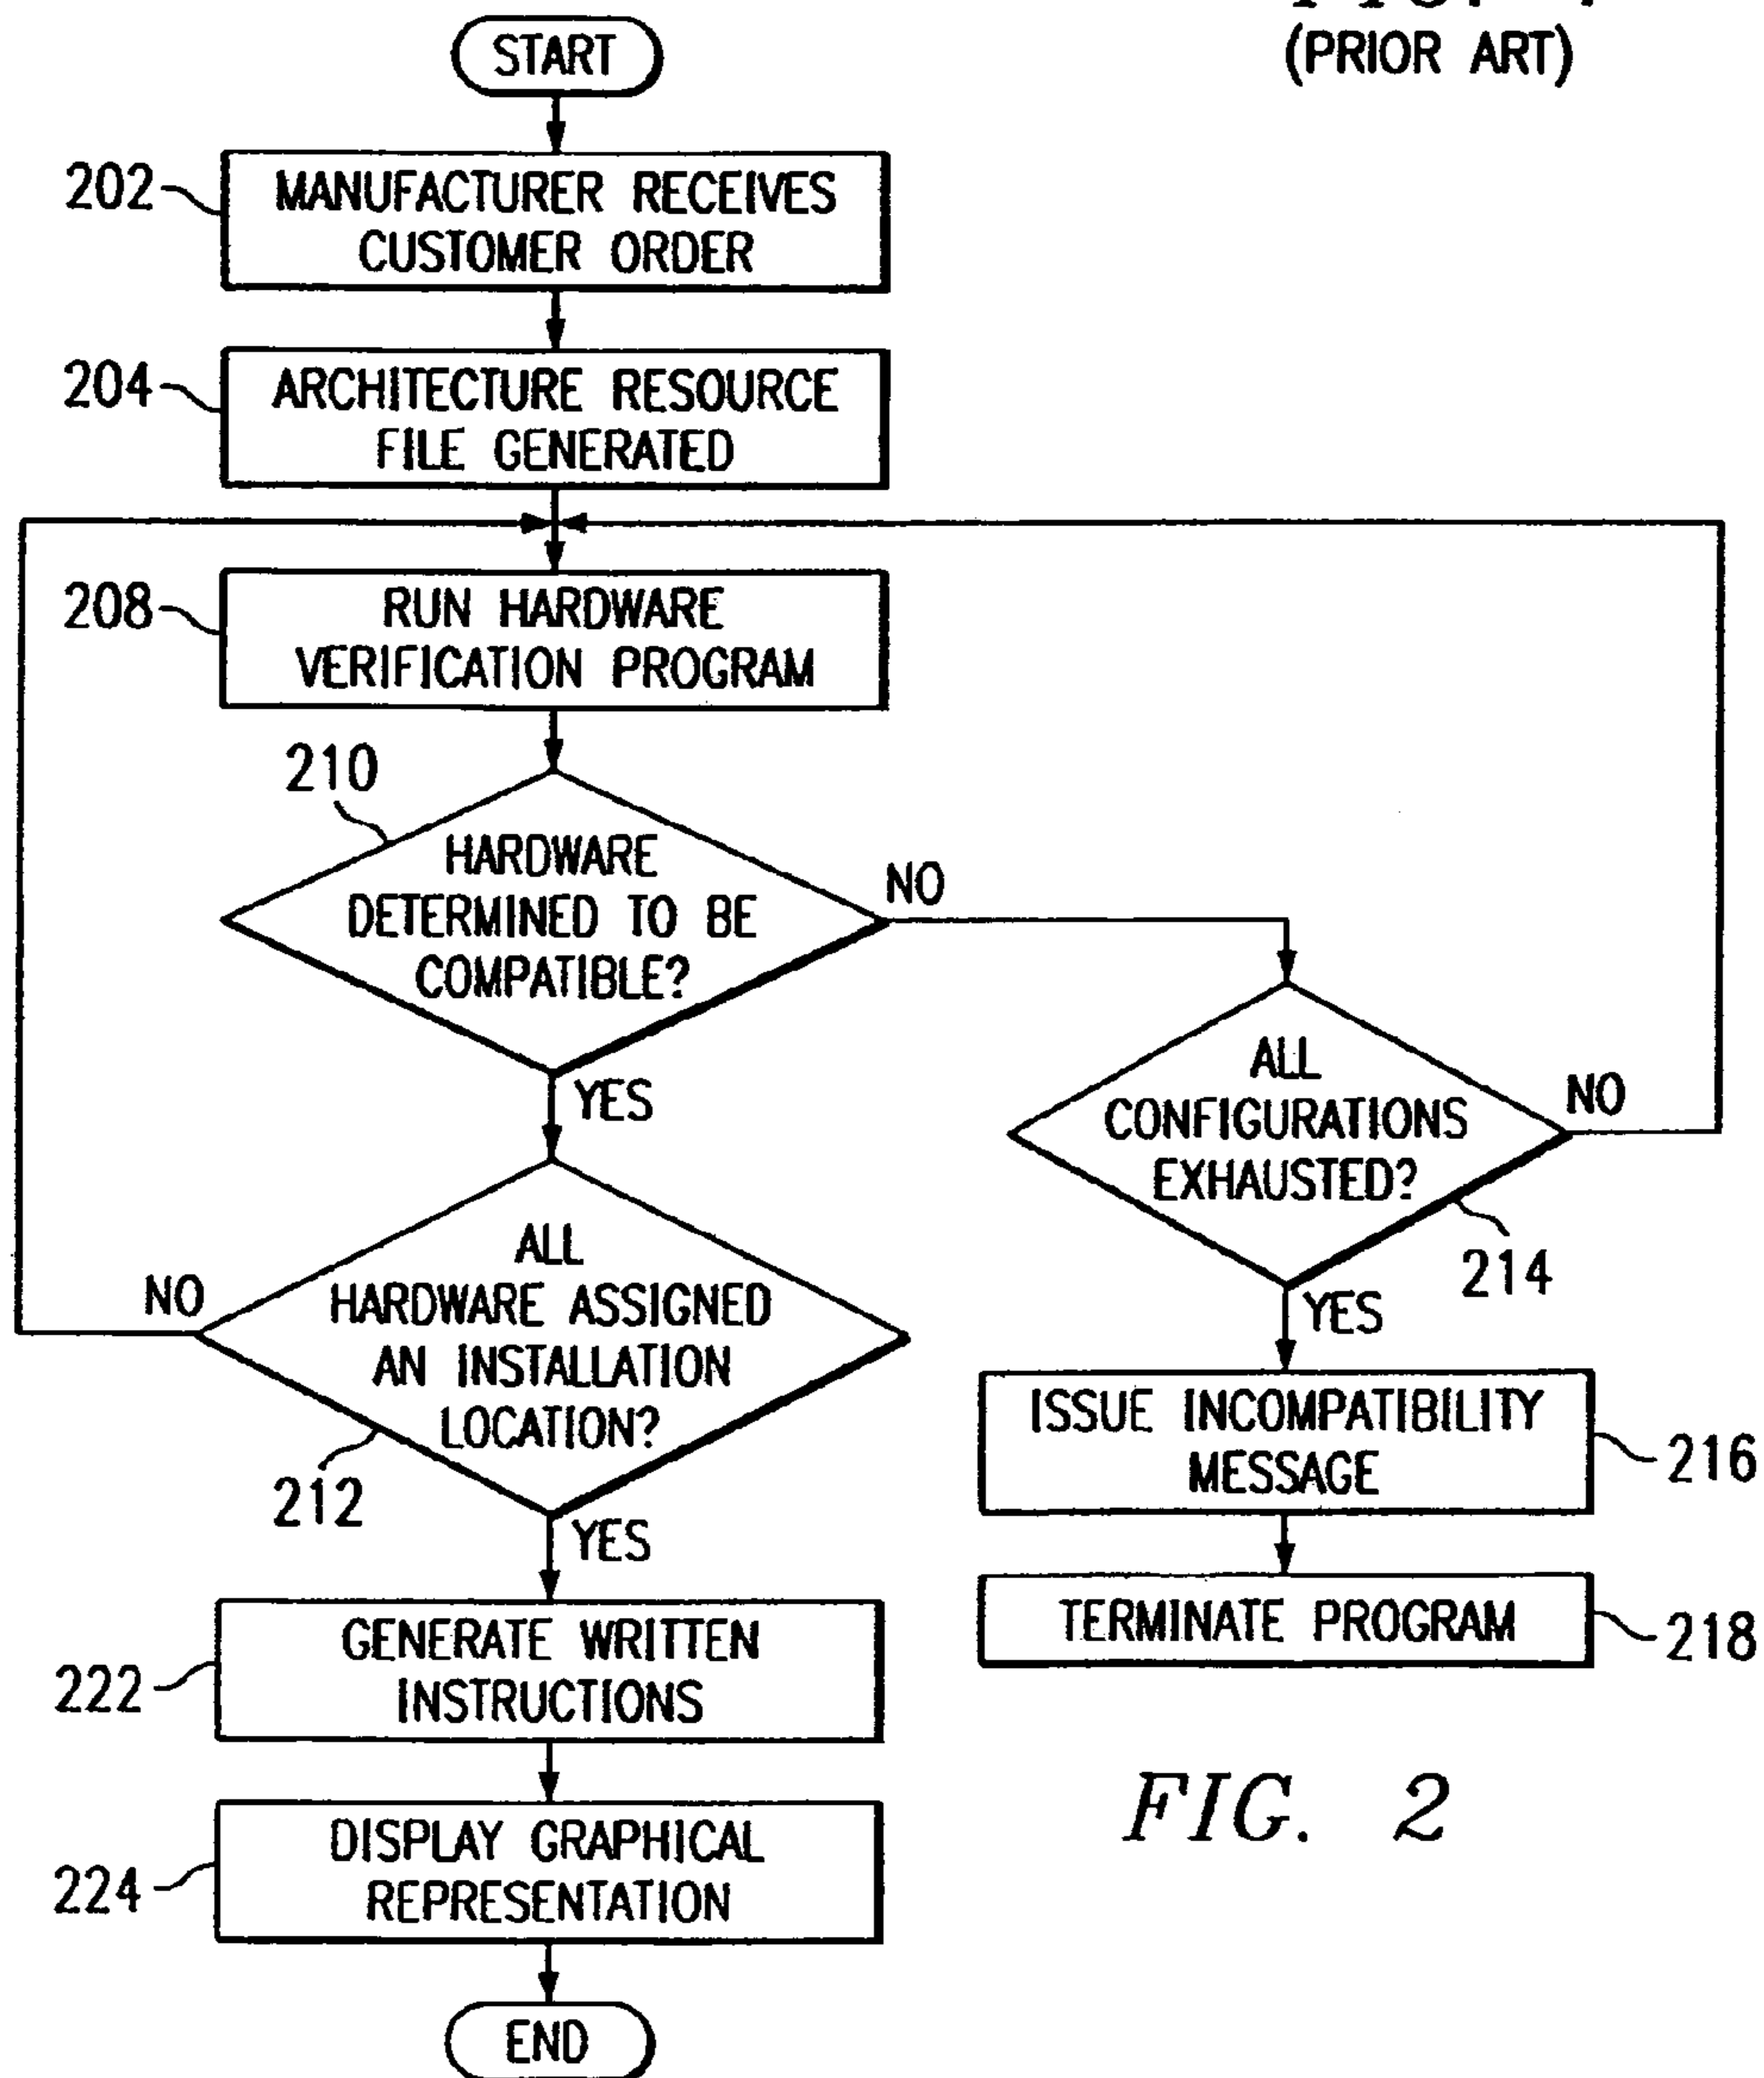 (PRIOR ART)
START
202
MANUFACTURER RECEIVES
CUSTOMER ORDER
204
ARCHITECTURE RESOURCE
FILE GENERATED
208
RUN HARDWARE
VERIFICATION PROGRAM
210
HARDWARE
DETERMINED TO BE
COMPATIBLE?
NO
YES
ALL
CONFIGURATIONS
EXHAUSTED?
NO
214
YES
ALL
HARDWARE ASSIGNED
AN INSTALLATION
LOCATION?
NO
212
YES
ISSUE INCOMPATIBILITY
MESSAGE
216
TERMINATE PROGRAM
218
222
GENERATE WRITTEN
INSTRUCTIONS
224
DISPLAY GRAPHICAL
REPRESENTATION
END
FIG. 2